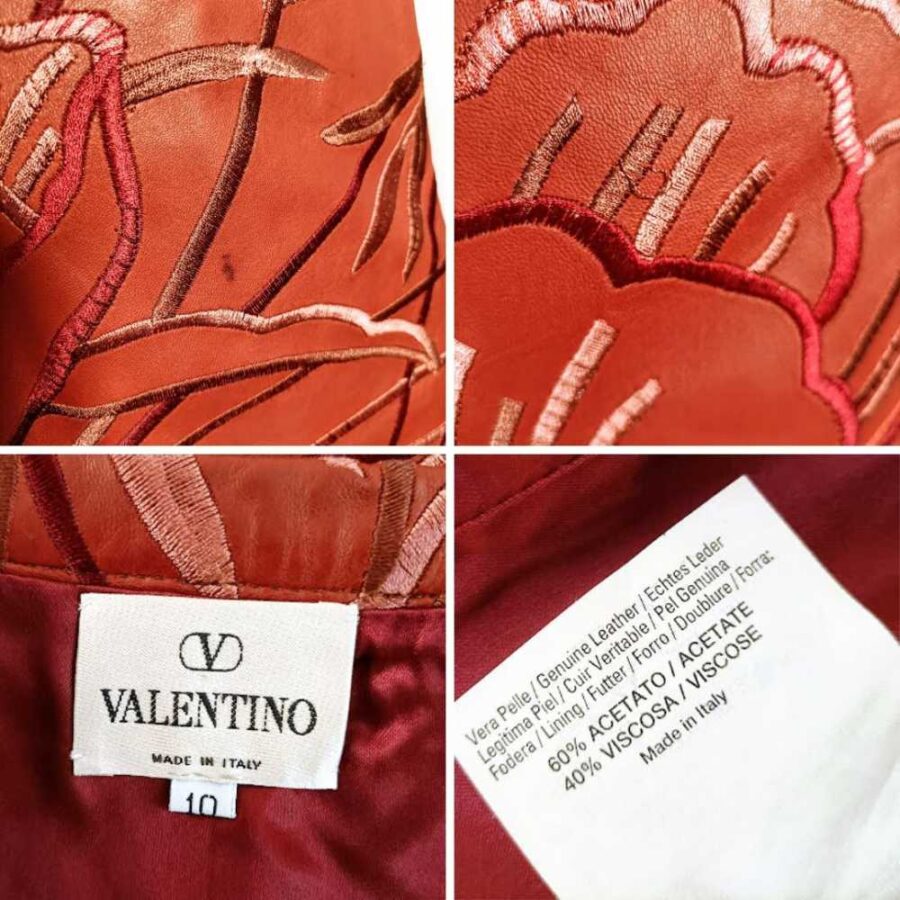 V
VALENTINO
MADE IN ITALY
10
Vera Pelle / Genuine Leather / Echtes Leder
Legitima Piel / Cuir Veritable / Pel Genuina
Fodera / Lining / Futter / Forro / Doublure / Forra:
60% ACETATO / ACETATE
40% VISCOSA / VISCOSE
Made in Italy